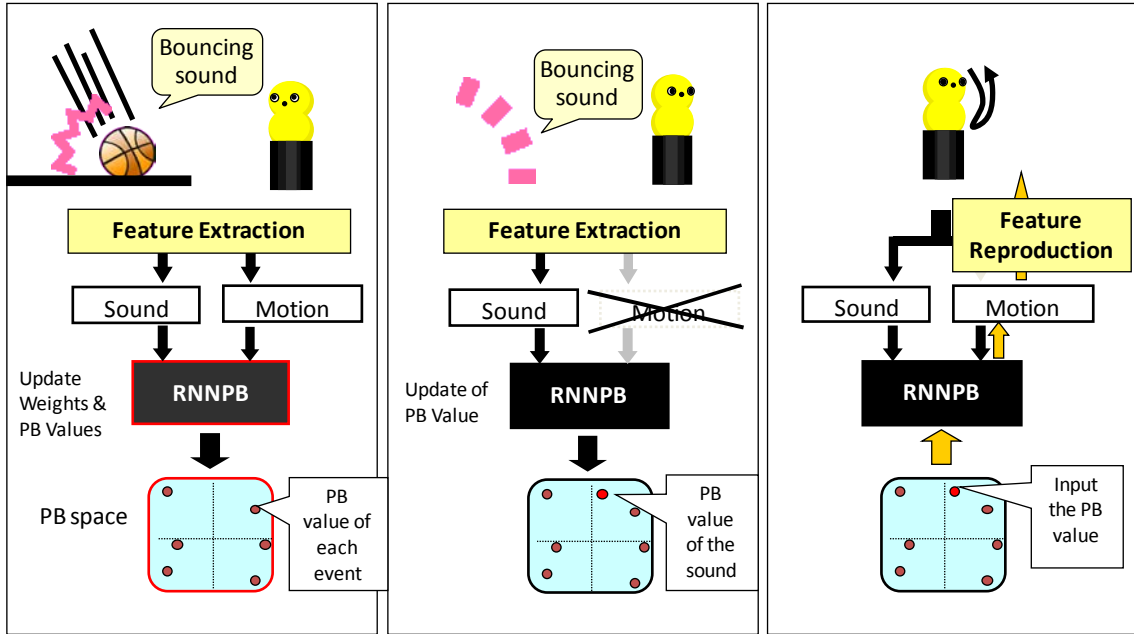 Bouncing
sound
Feature Extraction
Sound
Motion
Update
Weights &
PB Values
RNNPB
PB space
PB
value of
each
event
Bouncing
sound
Feature Extraction
Sound
Motion
Update of
PB Value
RNNPB
PB
value
of the
sound
Feature
Reproduction
Sound
Motion
RNNPB
Input
the PB
value